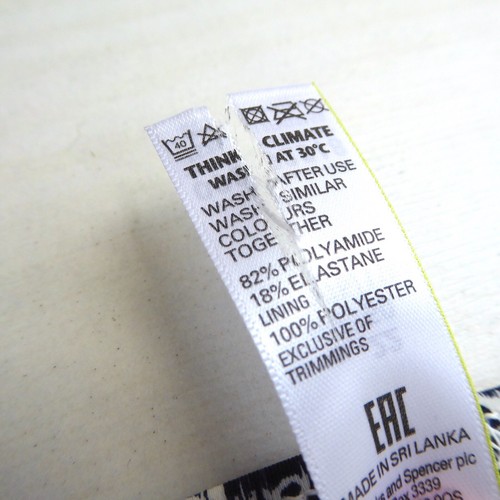 40
THINK CLIMATE
WASH AT 30°C
WASH AFTER USE
WASH SIMILAR
COLOURS
TOGETHER
82% POLYAMIDE
18% ELASTANE
LINING
100% POLYESTER
EXCLUSIVE OF
TRIMMINGS
EAC
MADE IN SRI LANKA
and Spencer plc
3339